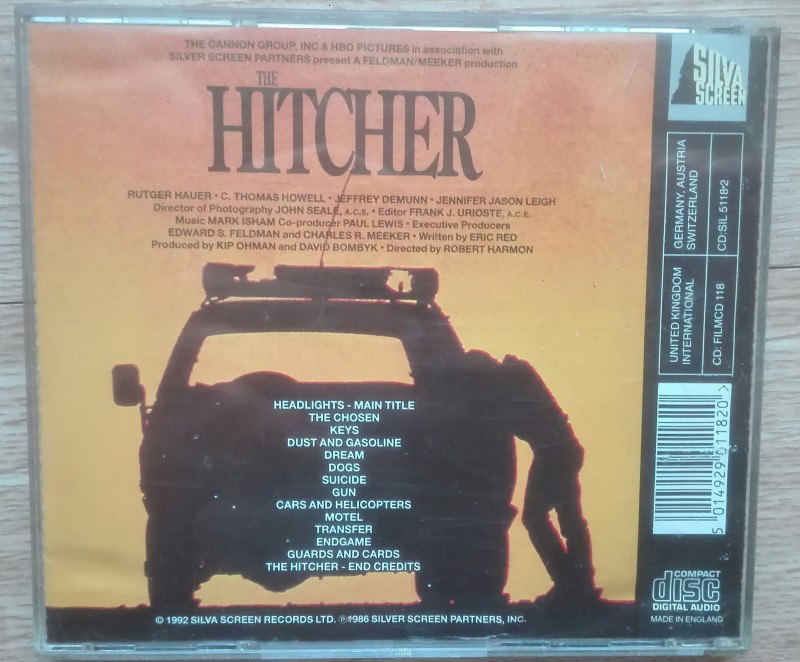 THE CANNON GROUP, INC & HBO PICTURES in association with
SILVER SCREEN PARTNERS present A FELDMAN/MEEKER production
THE
HITCHER
RUTGER HAUER • C. THOMAS HOWELL • JEFFREY DEMUNN • JENNIFER JASON LEIGH
Director of Photography JOHN SEALE, A.C.S. • Editor FRANK J. URIOSTE, A.C.E.
Music MARK ISHAM Co-producer PAUL LEWIS • Executive Producers
EDWARD S. FELDMAN and CHARLES R. MEEKER • Written by ERIC RED
Produced by KIP OHMAN and DAVID BOMBYK • Directed by ROBERT HARMON
HEADLIGHTS - MAIN TITLE
THE CHOSEN
KEYS
DUST AND GASOLINE
DREAM
DOGS
SUICIDE
GUN
CARS AND HELICOPTERS
MOTEL
TRANSFER
ENDGAME
GUARDS AND CARDS
THE HITCHER - END CREDITS
© 1992 SILVA SCREEN RECORDS LTD. ℗1986 SILVER SCREEN PARTNERS, INC.
SILVA
SCREEN
GERMANY, AUSTRIA
SWITZERLAND
CD:SIL 5118-2
UNITED KINGDOM
INTERNATIONAL
CD: FILMCD 118
5 014929 011820 >
COMPACT
disc
DIGITAL AUDIO
MADE IN ENGLAND